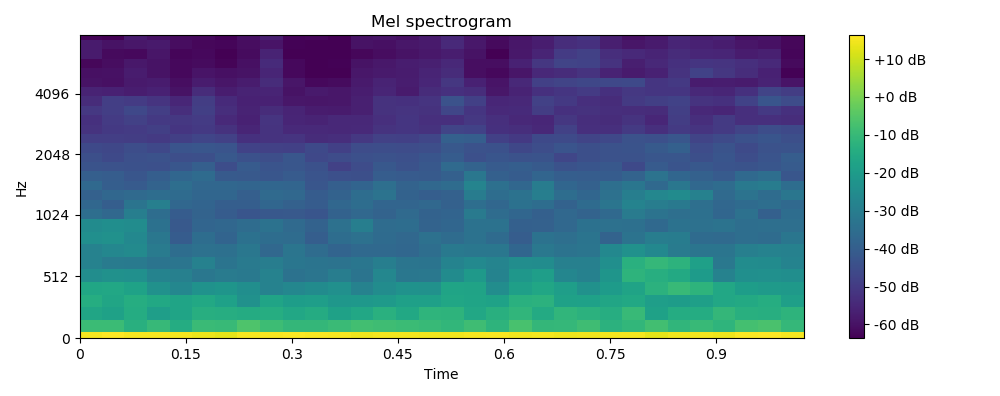 Mel spectrogram
Hz
4096
2048
1024
512
0
0 0.15 0.3 0.45 0.6 0.75 0.9
Time
+10 dB
+0 dB
-10 dB
-20 dB
-30 dB
-40 dB
-50 dB
-60 dB